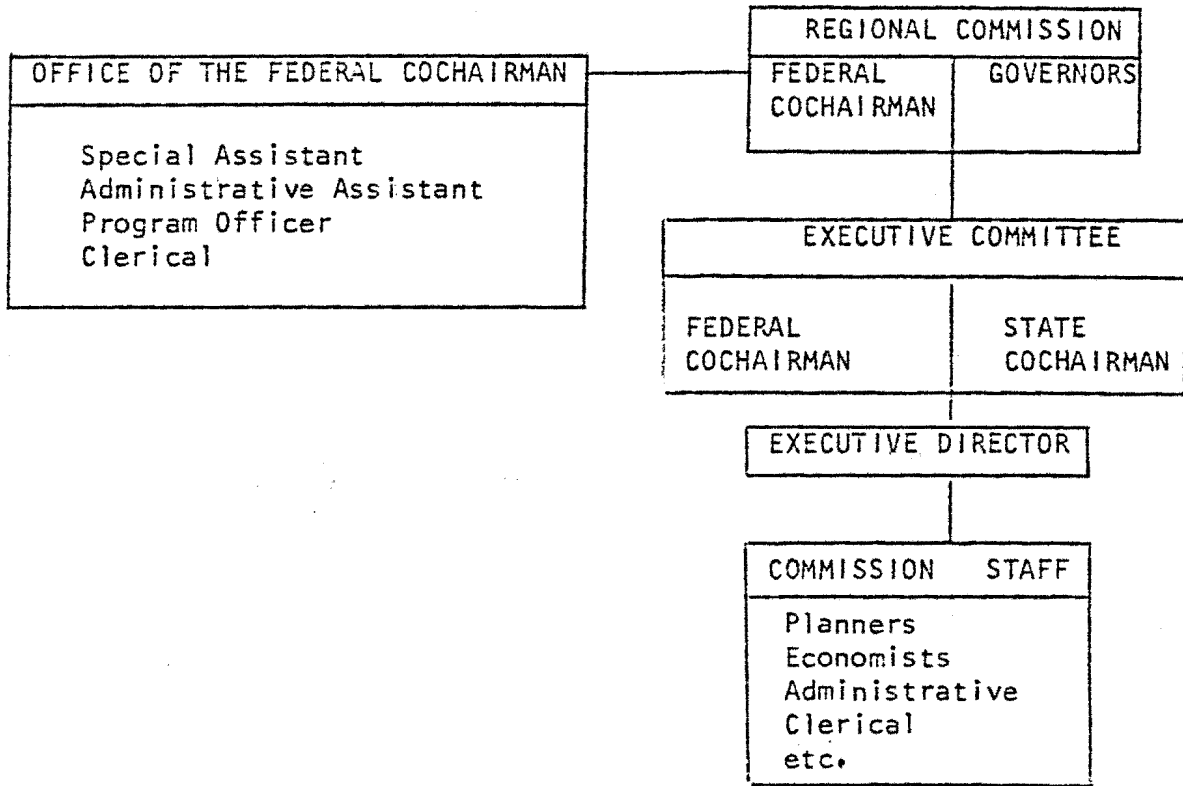 OFFICE OF THE FEDERAL COCHAIRMAN
Special Assistant
Administrative Assistant
Program Officer
Clerical
REGIONAL COMMISSION
FEDERAL
COCHAIRMAN
GOVERNORS
EXECUTIVE COMMITTEE
FEDERAL
COCHAIRMAN
STATE
COCHAIRMAN
EXECUTIVE DIRECTOR
COMMISSION STAFF
Planners
Economists
Administrative
Clerical
etc.